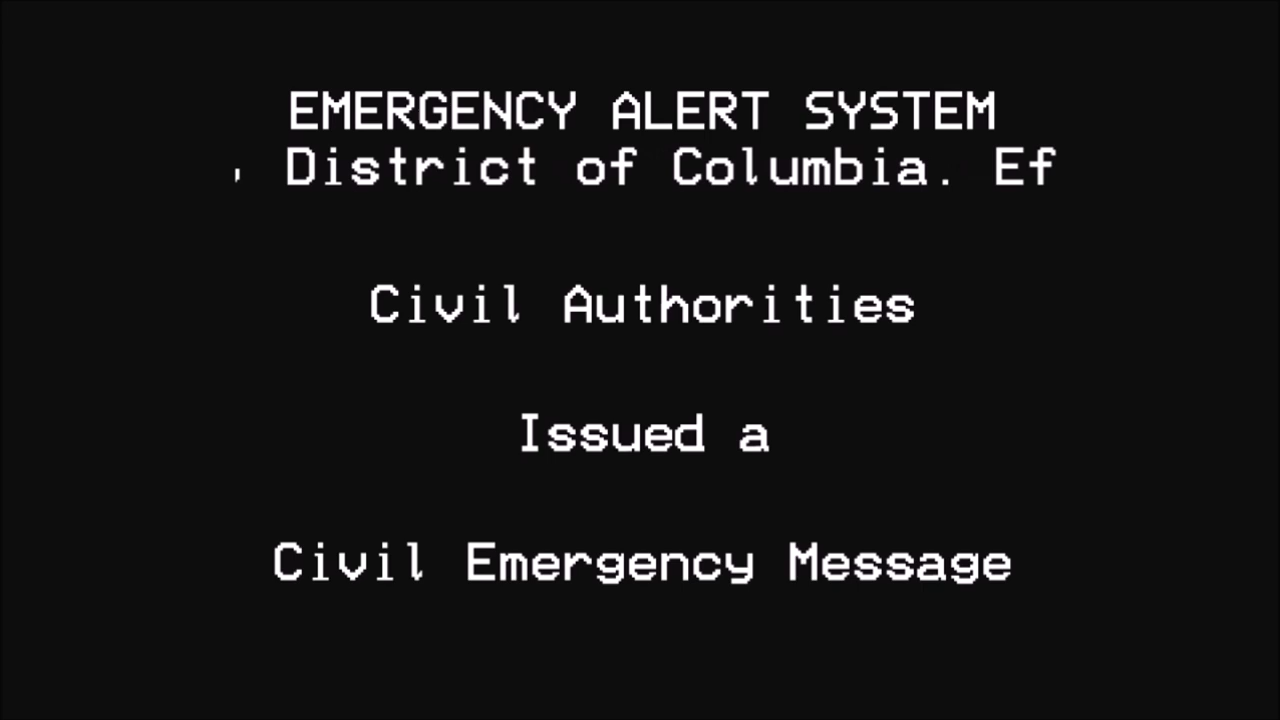 EMERGENCY ALERT SYSTEM
, District of Columbia. Ef
Civil Authorities
Issued a
Civil Emergency Message